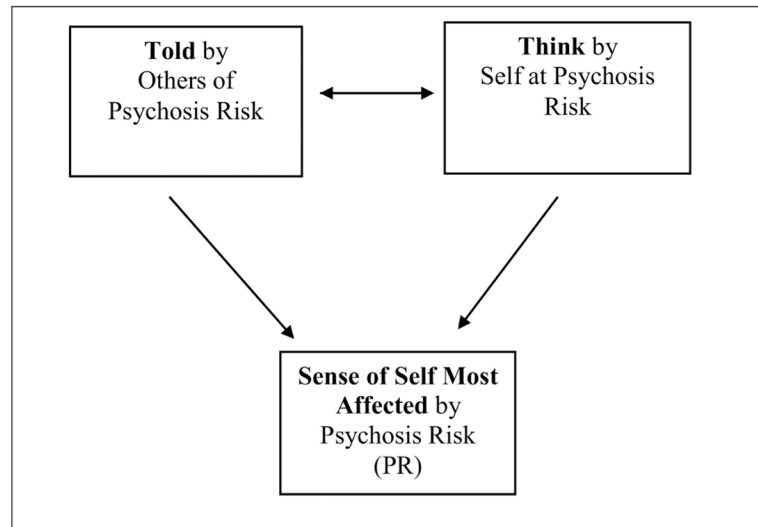 Told by
Others of
Psychosis Risk
Think by
Self at Psychosis
Risk
Sense of Self Most
Affected by
Psychosis Risk
(PR)